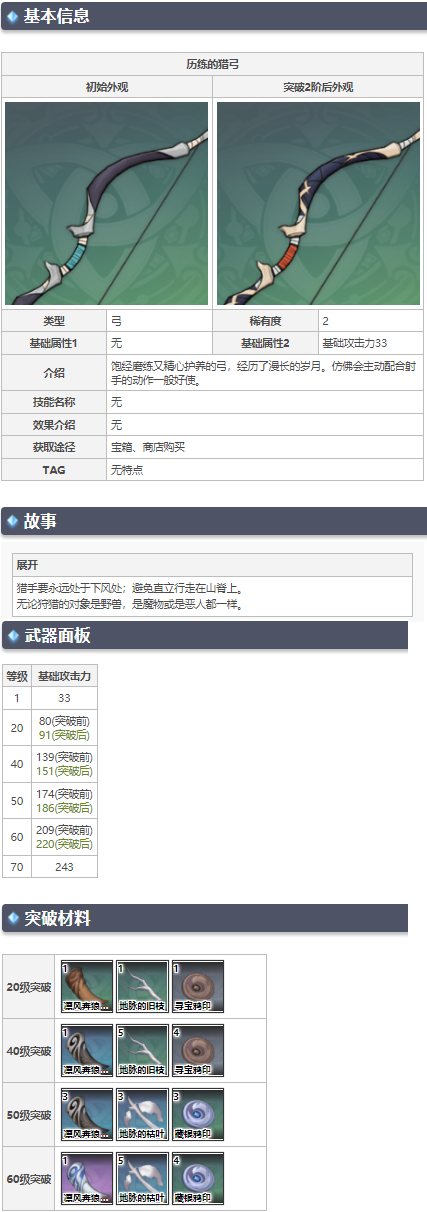 基本信息
历练的猎弓
初始外观 突破2阶后外观
类型 弓 稀有度 2
基础属性1 无 基础属性2 基础攻击力33
介绍 饱经磨练又精心护养的弓，经历了漫长的岁月。仿佛会主动配合射
手的动作一般好使。
技能名称 无
效果介绍 无
获取途径 宝箱、商店购买
TAG 无特点
故事
展开
猎手要永远处于下风处；避免直立行走在山脊上。
无论狩猎的对象是野兽，是魔物或是恶人都一样。
武器面板
等级 基础攻击力
1 33
20 80(突破前)
91(突破后)
40 139(突破前)
151(突破后)
50 174(突破前)
186(突破后)
60 209(突破前)
220(突破后)
70 243
突破材料
20级突破 1 凛风奔狼... 1 地脉的旧枝 1 寻宝鸦印
40级突破 1 凛风奔狼... 5 地脉的旧枝 4 寻宝鸦印
50级突破 3 凛风奔狼... 3 地脉的枯叶 3 藏银鸦印
60级突破 1 凛风奔狼... 5 地脉的枯叶 4 藏银鸦印